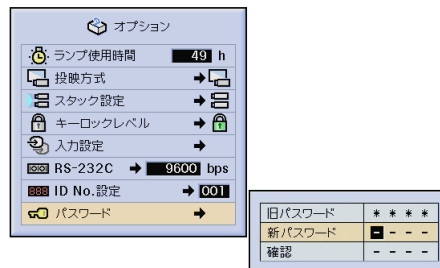 オプション
ランプ使用時間 49 h
投映方式
スタック設定
キーロックレベル
入力設定
RS-232C 9600 bps
888 ID No.設定 001
パスワード
旧パスワード * * * *
新パスワード - - - -
確認 - - - -